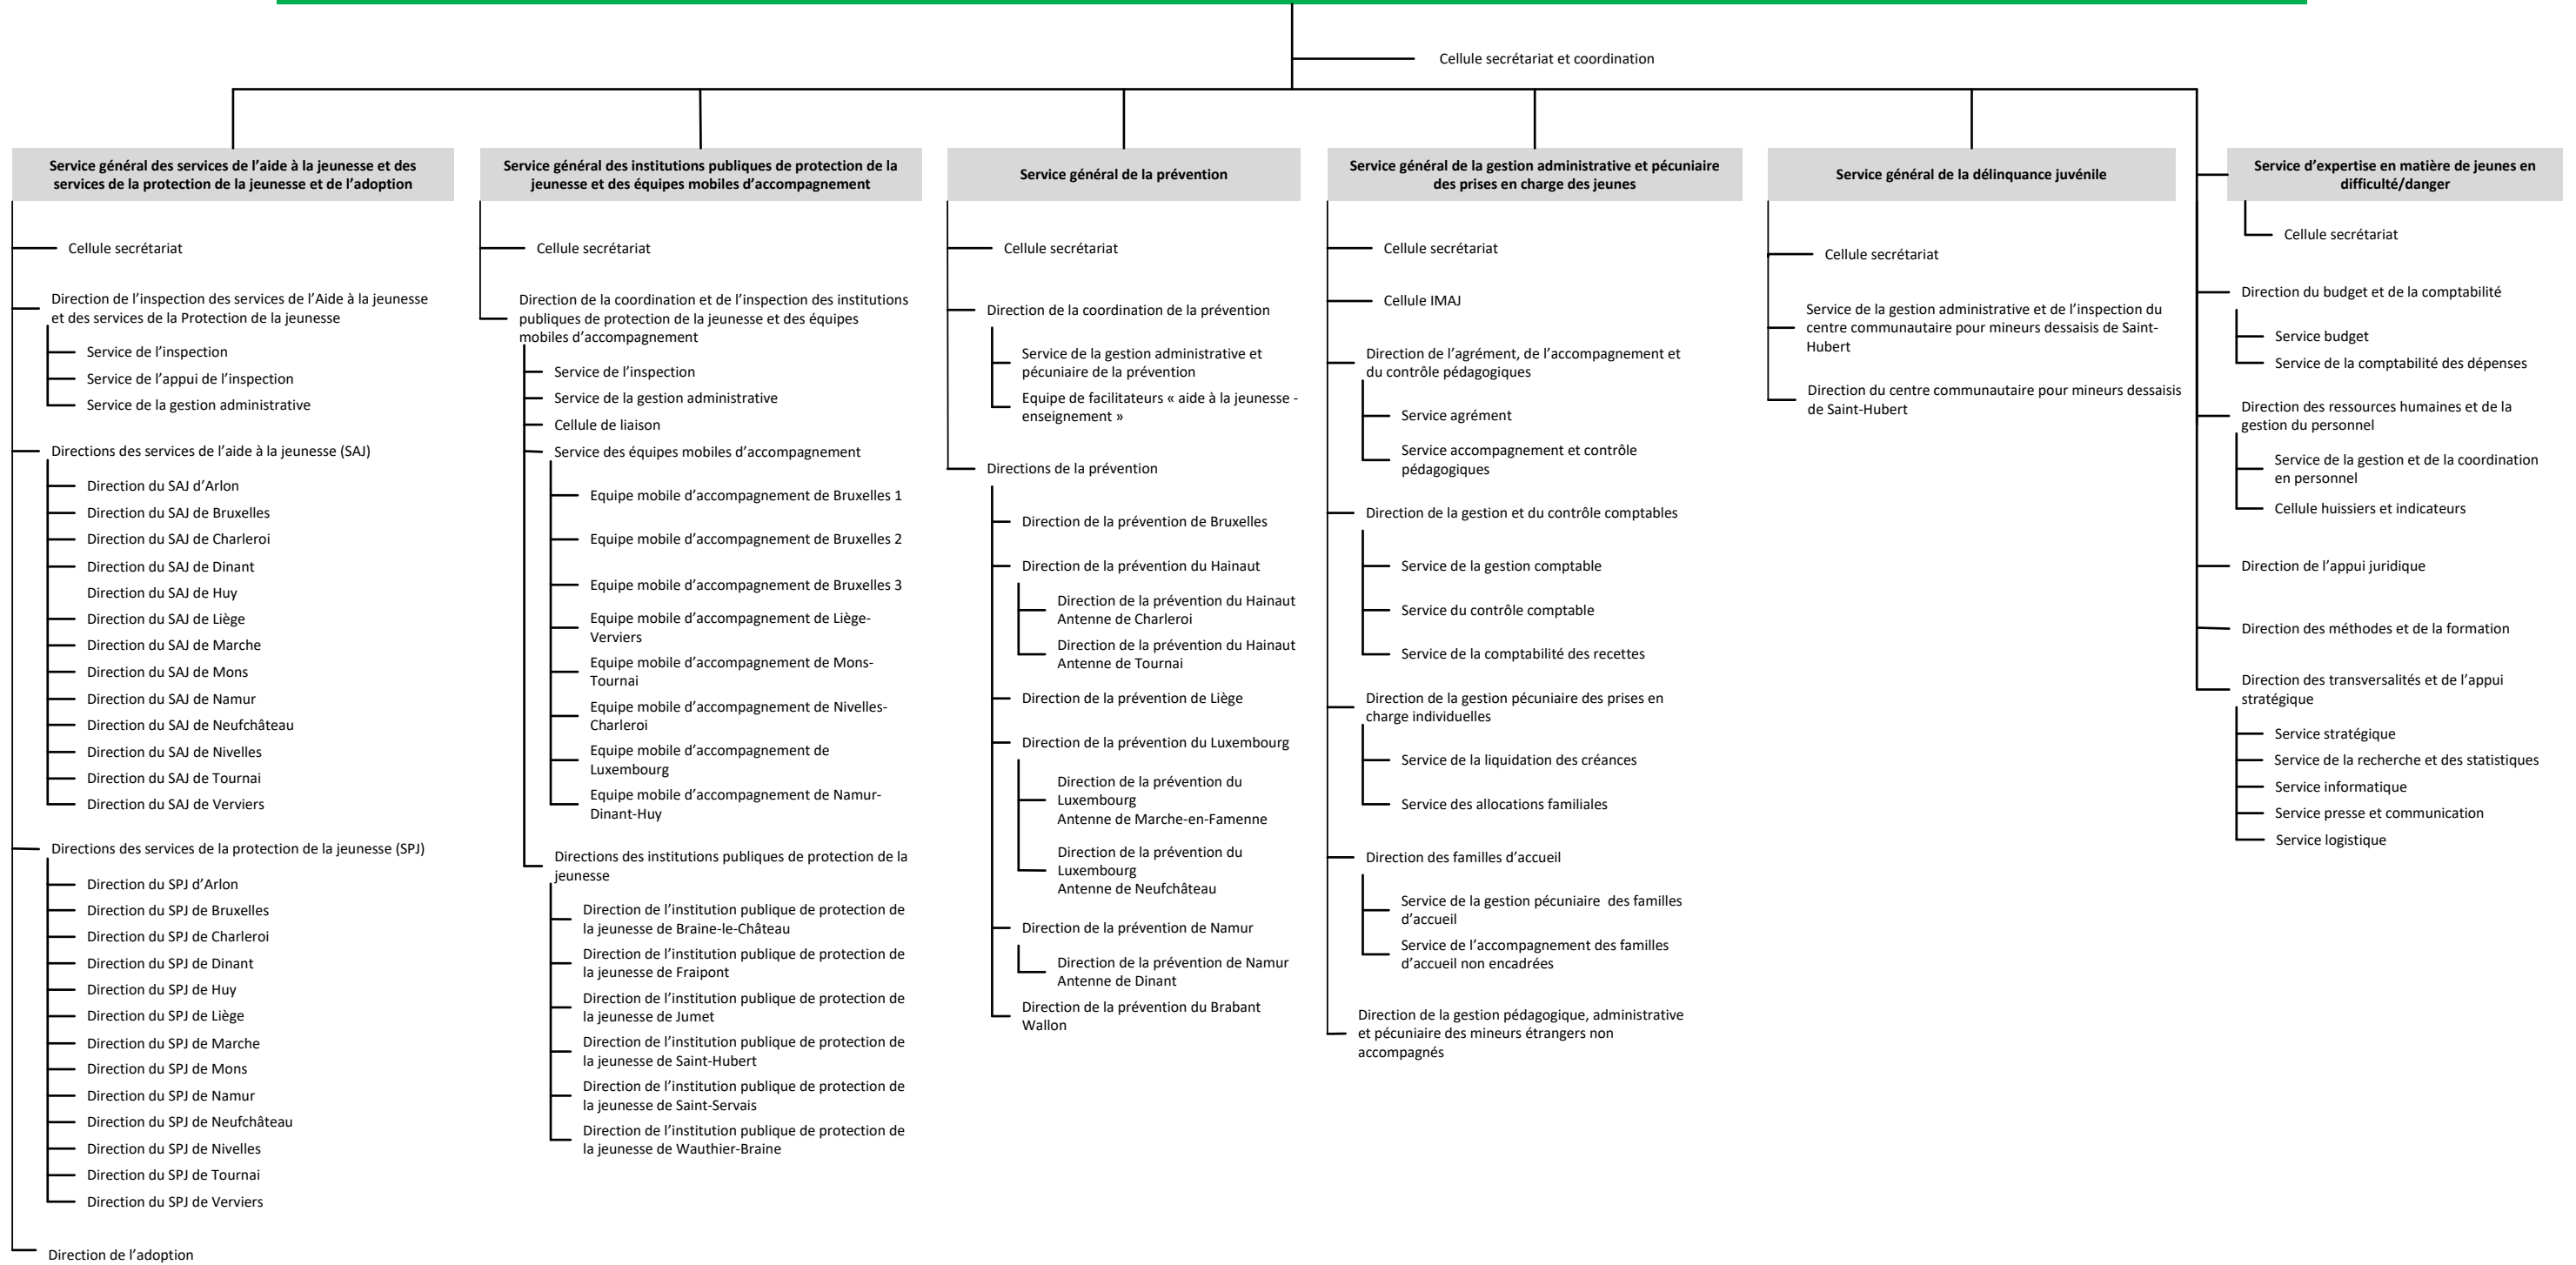 Cellule secrétariat et coordination
Service général des services de l’aide à la jeunesse et des
services de la protection de la jeunesse et de l’adoption
Cellule secrétariat
Direction de l’inspection des services de l’Aide à la jeunesse
et des services de la Protection de la jeunesse
Service de l’inspection
Service de l’appui de l’inspection
Service de la gestion administrative
Directions des services de l’aide à la jeunesse (SAJ)
Direction du SAJ d’Arlon
Direction du SAJ de Bruxelles
Direction du SAJ de Charleroi
Direction du SAJ de Dinant
Direction du SAJ de Huy
Direction du SAJ de Liège
Direction du SAJ de Marche
Direction du SAJ de Mons
Direction du SAJ de Namur
Direction du SAJ de Neufchâteau
Direction du SAJ de Nivelles
Direction du SAJ de Tournai
Direction du SAJ de Verviers
Directions des services de la protection de la jeunesse (SPJ)
Direction du SPJ d’Arlon
Direction du SPJ de Bruxelles
Direction du SPJ de Charleroi
Direction du SPJ de Dinant
Direction du SPJ de Huy
Direction du SPJ de Liège
Direction du SPJ de Marche
Direction du SPJ de Mons
Direction du SPJ de Namur
Direction du SPJ de Neufchâteau
Direction du SPJ de Nivelles
Direction du SPJ de Tournai
Direction du SPJ de Verviers
Direction de l’adoption
Service général des institutions publiques de protection de la
jeunesse et des équipes mobiles d’accompagnement
Cellule secrétariat
Direction de la coordination et de l’inspection des institutions
publiques de protection de la jeunesse et des équipes
mobiles d’accompagnement
Service de l’inspection
Service de la gestion administrative
Cellule de liaison
Service des équipes mobiles d’accompagnement
Equipe mobile d’accompagnement de Bruxelles 1
Equipe mobile d’accompagnement de Bruxelles 2
Equipe mobile d’accompagnement de Bruxelles 3
Equipe mobile d’accompagnement de Liège-
Verviers
Equipe mobile d’accompagnement de Mons-
Tournai
Equipe mobile d’accompagnement de Nivelles-
Charleroi
Equipe mobile d’accompagnement de
Luxembourg
Equipe mobile d’accompagnement de Namur-
Dinant-Huy
Directions des institutions publiques de protection de la
jeunesse
Direction de l’institution publique de protection de
la jeunesse de Braine-le-Château
Direction de l’institution publique de protection de
la jeunesse de Fraipont
Direction de l’institution publique de protection de
la jeunesse de Jumet
Direction de l’institution publique de protection de
la jeunesse de Saint-Hubert
Direction de l’institution publique de protection de
la jeunesse de Saint-Servais
Direction de l’institution publique de protection de
la jeunesse de Wauthier-Braine
Service général de la prévention
Cellule secrétariat
Direction de la coordination de la prévention
Service de la gestion administrative et
pécuniaire de la prévention
Equipe de facilitateurs « aide à la jeunesse -
enseignement »
Directions de la prévention
Direction de la prévention de Bruxelles
Direction de la prévention du Hainaut
Direction de la prévention du Hainaut
Antenne de Charleroi
Direction de la prévention du Hainaut
Antenne de Tournai
Direction de la prévention de Liège
Direction de la prévention du Luxembourg
Direction de la prévention du
Luxembourg
Antenne de Marche-en-Famenne
Direction de la prévention du
Luxembourg
Antenne de Neufchâteau
Direction de la prévention de Namur
Direction de la prévention de Namur
Antenne de Dinant
Direction de la prévention du Brabant
Wallon
Service général de la gestion administrative et pécuniaire
des prises en charge des jeunes
Cellule secrétariat
Cellule IMAJ
Direction de l’agrément, de l’accompagnement et
du contrôle pédagogiques
Service agrément
Service accompagnement et contrôle
pédagogiques
Direction de la gestion et du contrôle comptables
Service de la gestion comptable
Service du contrôle comptable
Service de la comptabilité des recettes
Direction de la gestion pécuniaire des prises en
charge individuelles
Service de la liquidation des créances
Service des allocations familiales
Direction des familles d’accueil
Service de la gestion pécuniaire des familles
d’accueil
Service de l’accompagnement des familles
d’accueil non encadrées
Direction de la gestion pédagogique, administrative
et pécuniaire des mineurs étrangers non
accompagnés
Service général de la délinquance juvénile
Cellule secrétariat
Service de la gestion administrative et de l’inspection du
centre communautaire pour mineurs dessaisis de Saint-
Hubert
Direction du centre communautaire pour mineurs dessaisis
de Saint-Hubert
Service d’expertise en matière de jeunes en
difficulté/danger
Cellule secrétariat
Direction du budget et de la comptabilité
Service budget
Service de la comptabilité des dépenses
Direction des ressources humaines et de la
gestion du personnel
Service de la gestion et de la coordination
en personnel
Cellule huissiers et indicateurs
Direction de l’appui juridique
Direction des méthodes et de la formation
Direction des transversalités et de l’appui
stratégique
Service stratégique
Service de la recherche et des statistiques
Service informatique
Service presse et communication
Service logistique